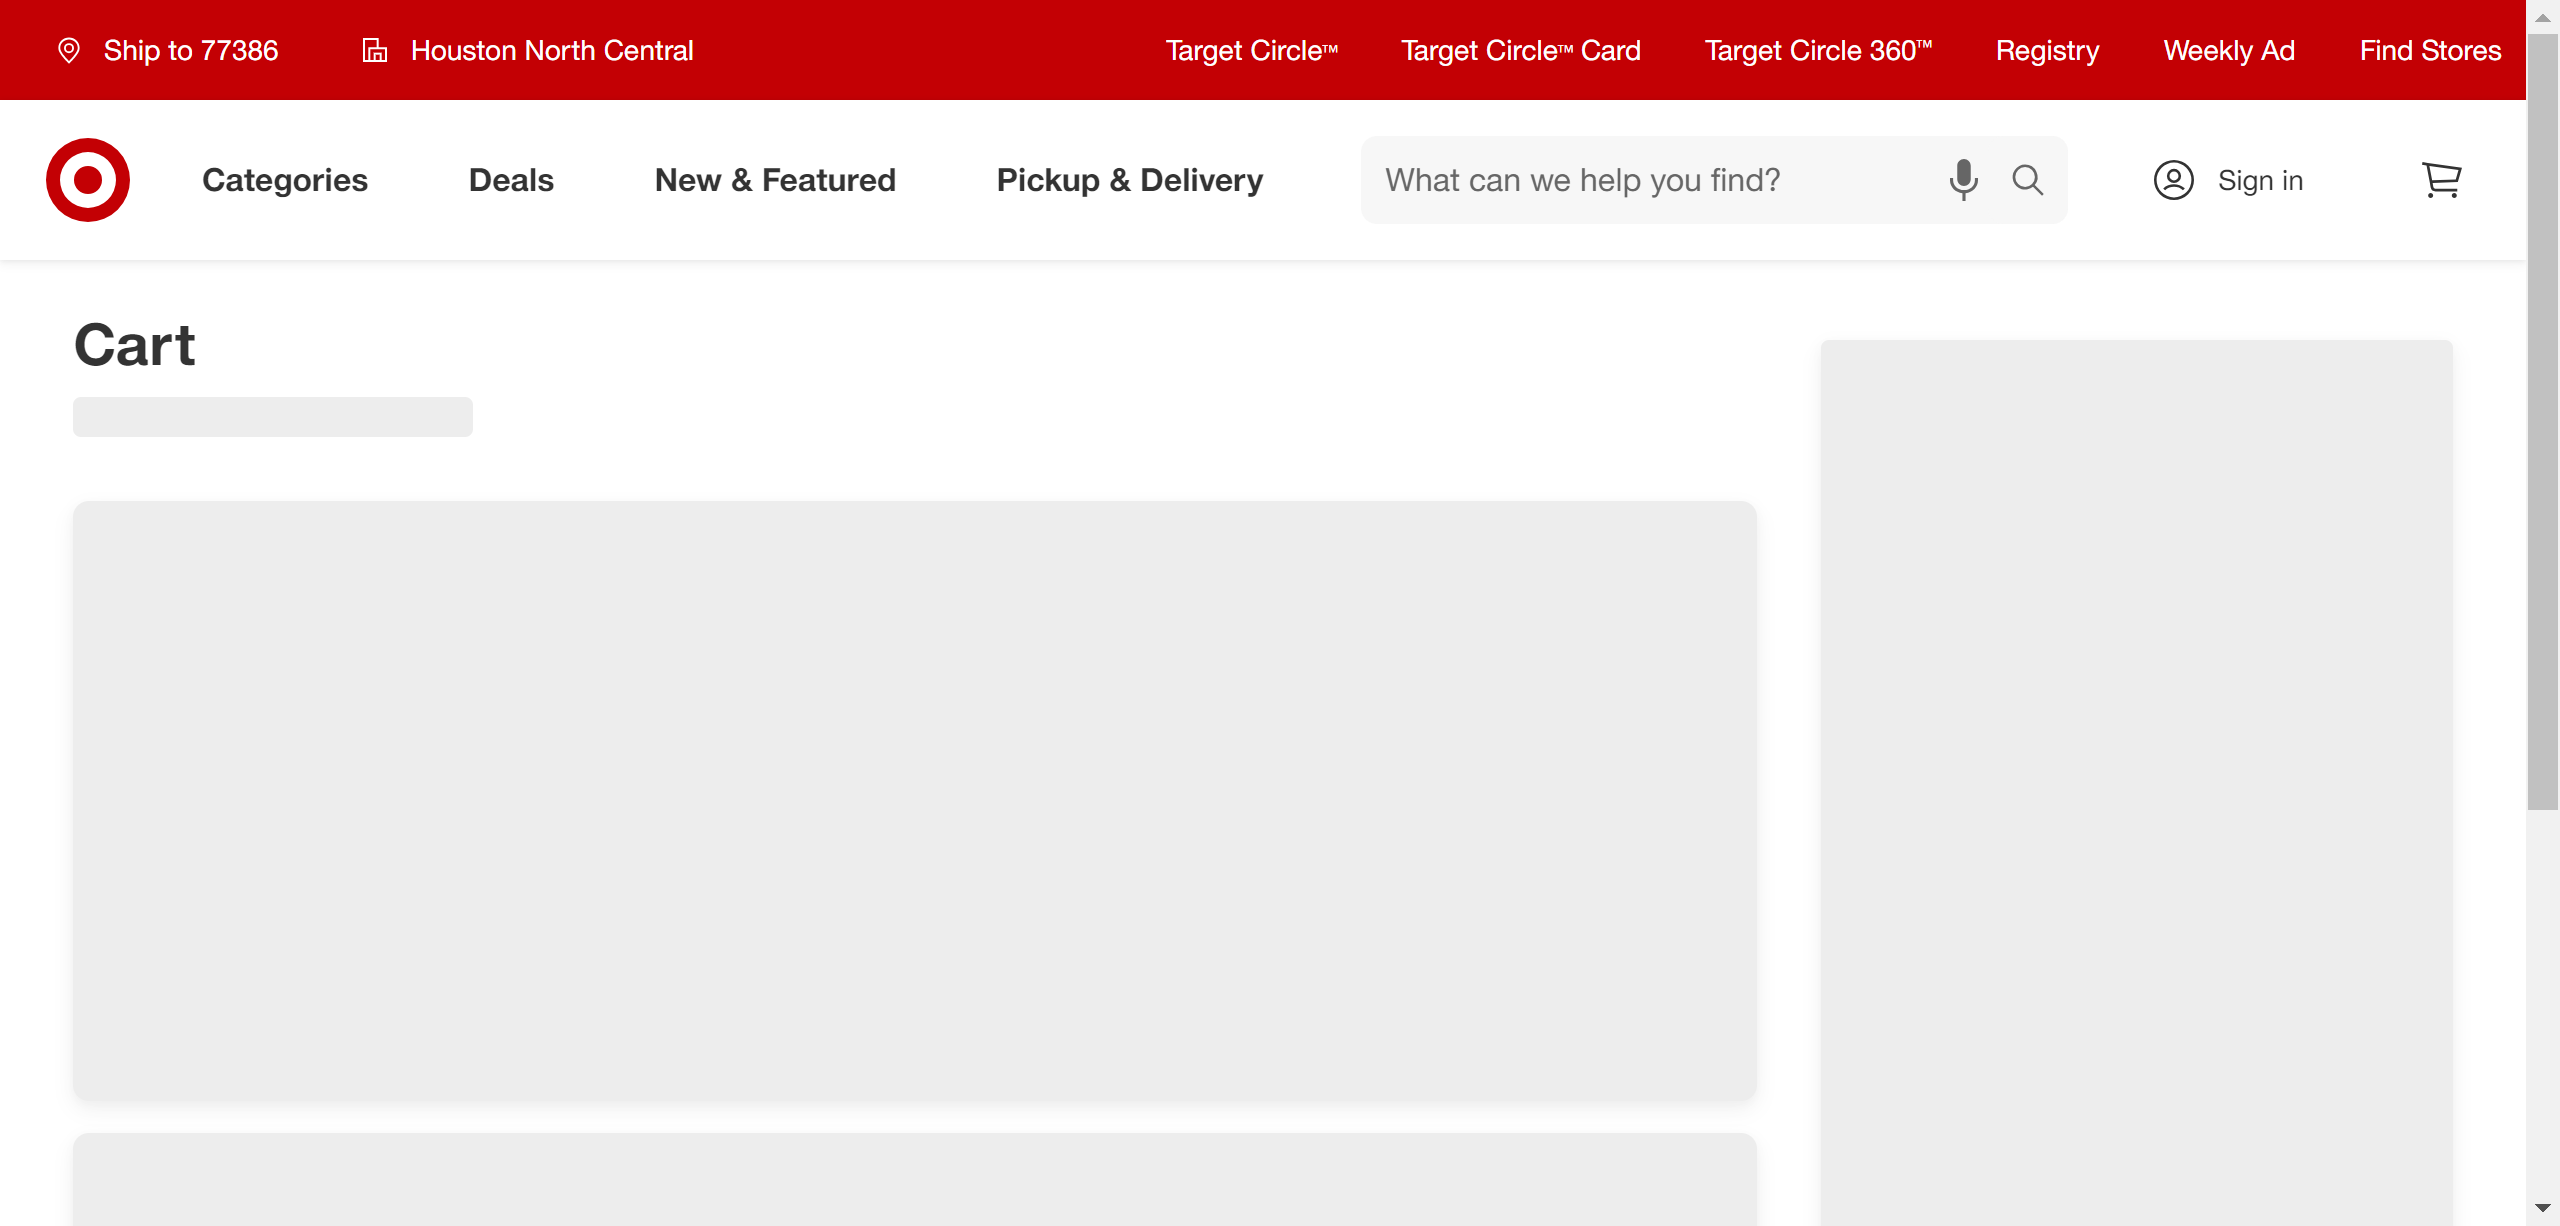 Ship to 77386
Houston North Central
Target Circle™
Target Circle™ Card
Target Circle 360™
Registry
Weekly Ad
Find Stores
Categories
Deals
New & Featured
Pickup & Delivery
What can we help you find?
Sign in
Cart